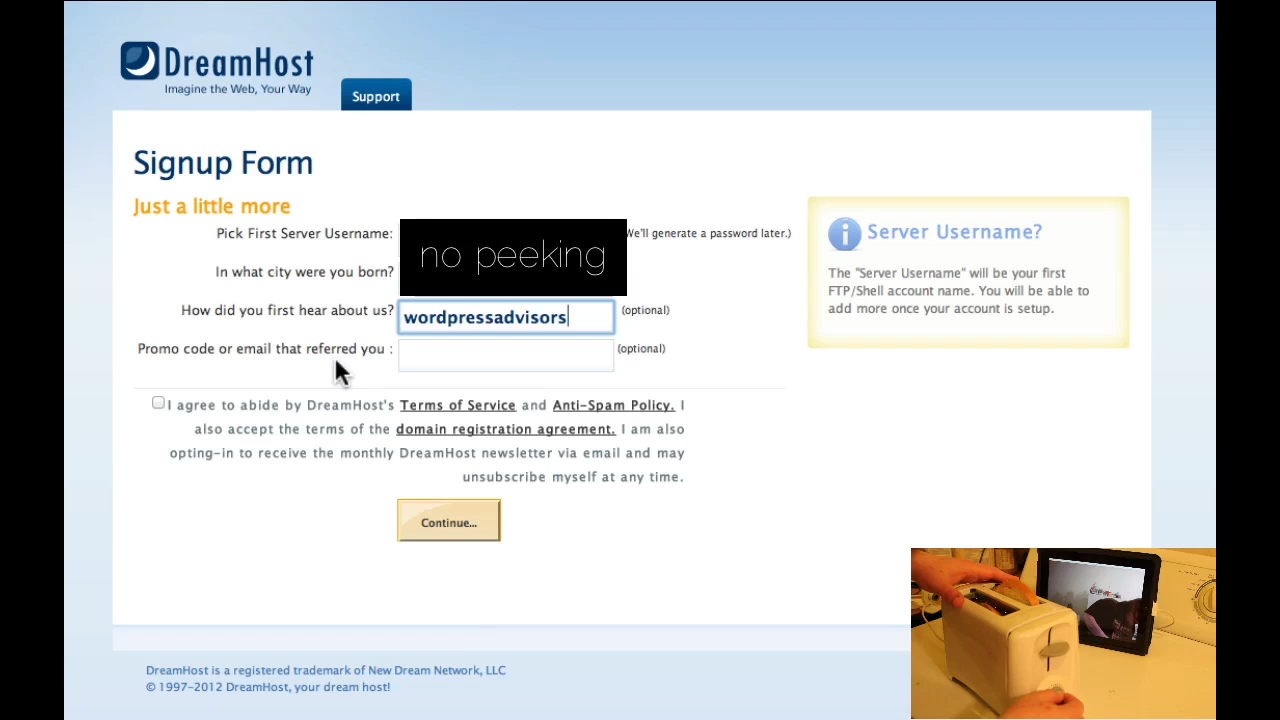 DreamHost
Imagine the Web, Your Way
Support
Signup Form
Just a little more
Pick First Server Username:
no peeking
We'll generate a password later.)
In what city were you born?
How did you first hear about us?
wordpressadvisors
(optional)
Promo code or email that referred you :
(optional)
I agree to abide by DreamHost's Terms of Service and Anti-Spam Policy. I
also accept the terms of the domain registration agreement. I am also
opting-in to receive the monthly DreamHost newsletter via email and may
unsubscribe myself at any time.
Continue...
i
Server Username?
The "Server Username" will be your first
FTP/Shell account name. You will be able to
add more once your account is setup.
DreamHost is a registered trademark of New Dream Network, LLC
© 1997-2012 DreamHost, your dream host!